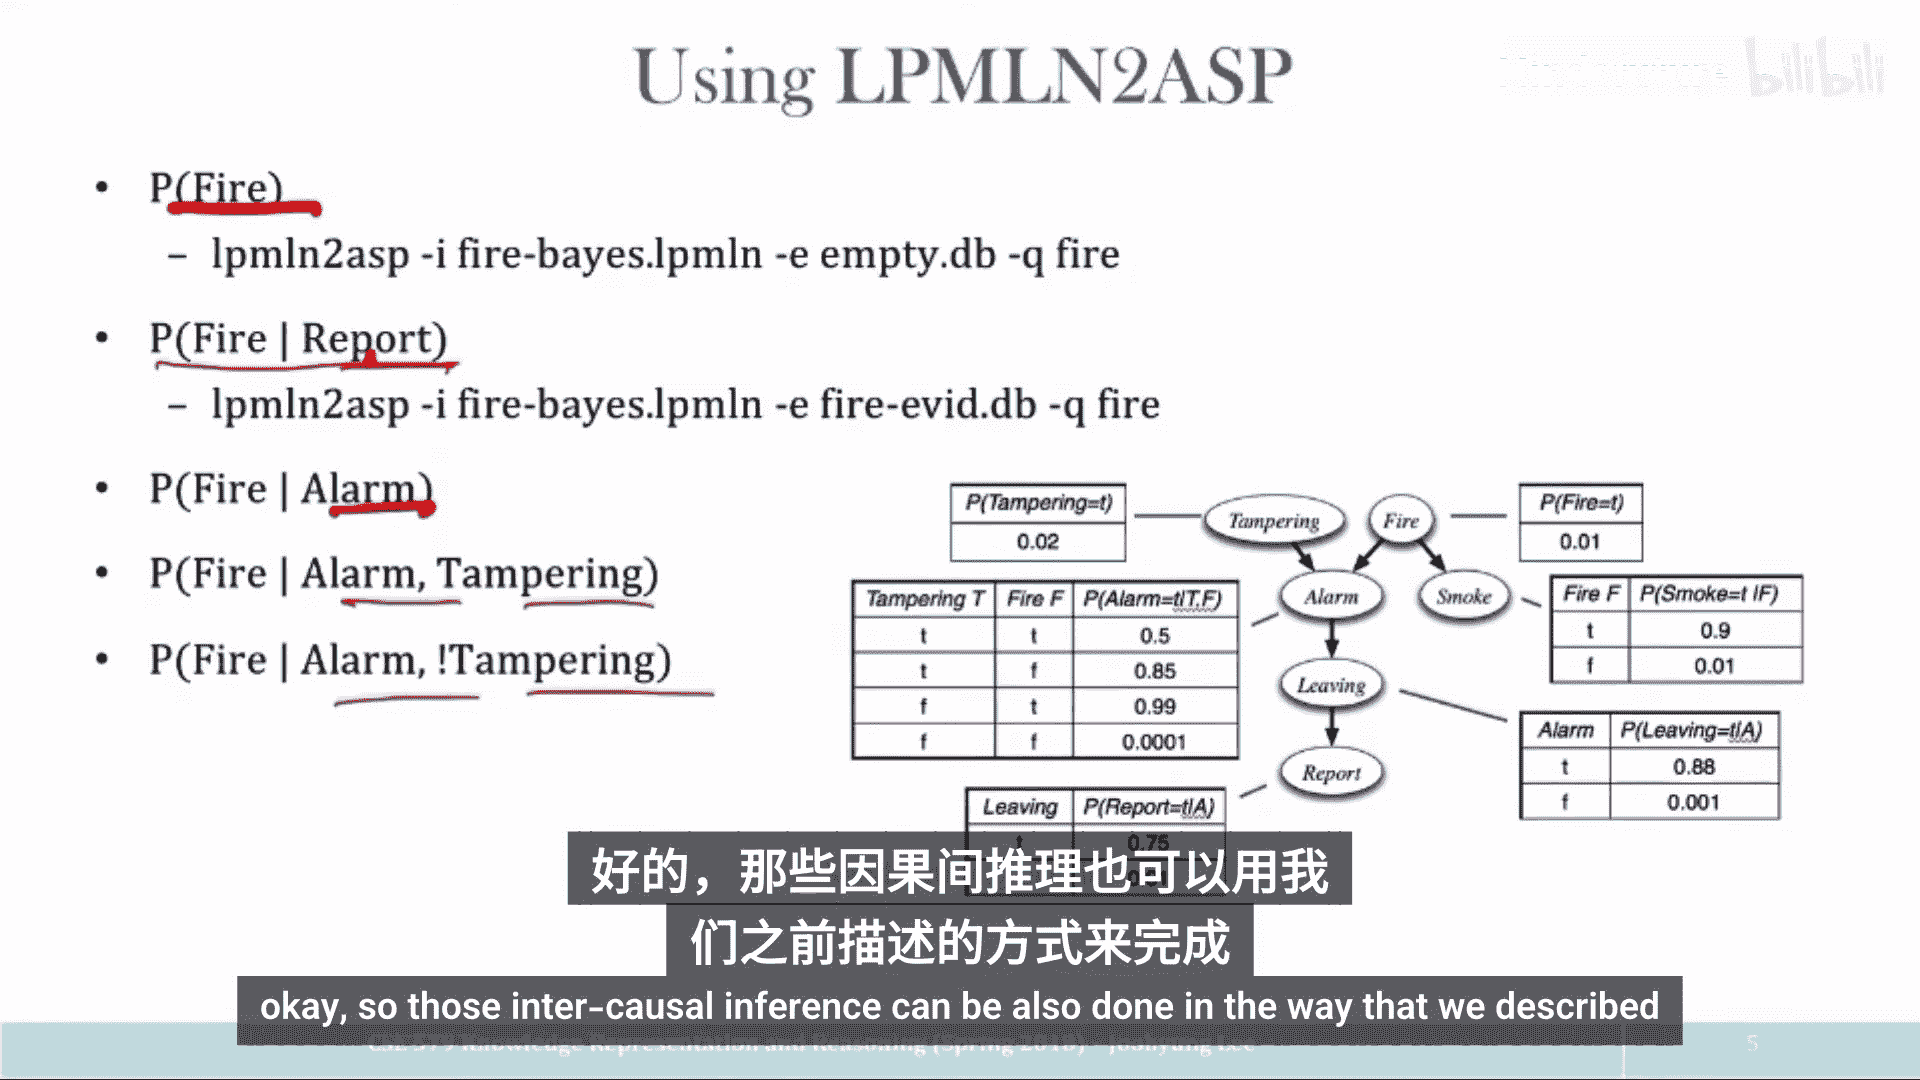 Using LPMLN2ASP
bilibili
• P(Fire)
– lpmln2asp -i fire-bayes.lpmln -e empty.db -q fire
• P(Fire | Report)
– lpmln2asp -i fire-bayes.lpmln -e fire-evid.db -q fire
• P(Fire | Alarm)
• P(Fire | Alarm, Tampering)
• P(Fire | Alarm, !Tampering)
P(Tampering=t)
0.02
Tampering
Fire
P(Fire=t)
0.01
Tampering T Fire F P(Alarm=t|T,F)
t t 0.5
t f 0.85
f t 0.99
f f 0.0001
Alarm
Smoke
Fire F P(Smoke=t |F)
t 0.9
f 0.01
Leaving
Alarm P(Leaving=t|A)
t 0.88
f 0.001
Report
Leaving P(Report=t|A)
t 0.75
好的，那些因果间推理也可以用我
们之前描述的方式来完成
okay, so those inter-causal inference can be also done in the way that we described
5